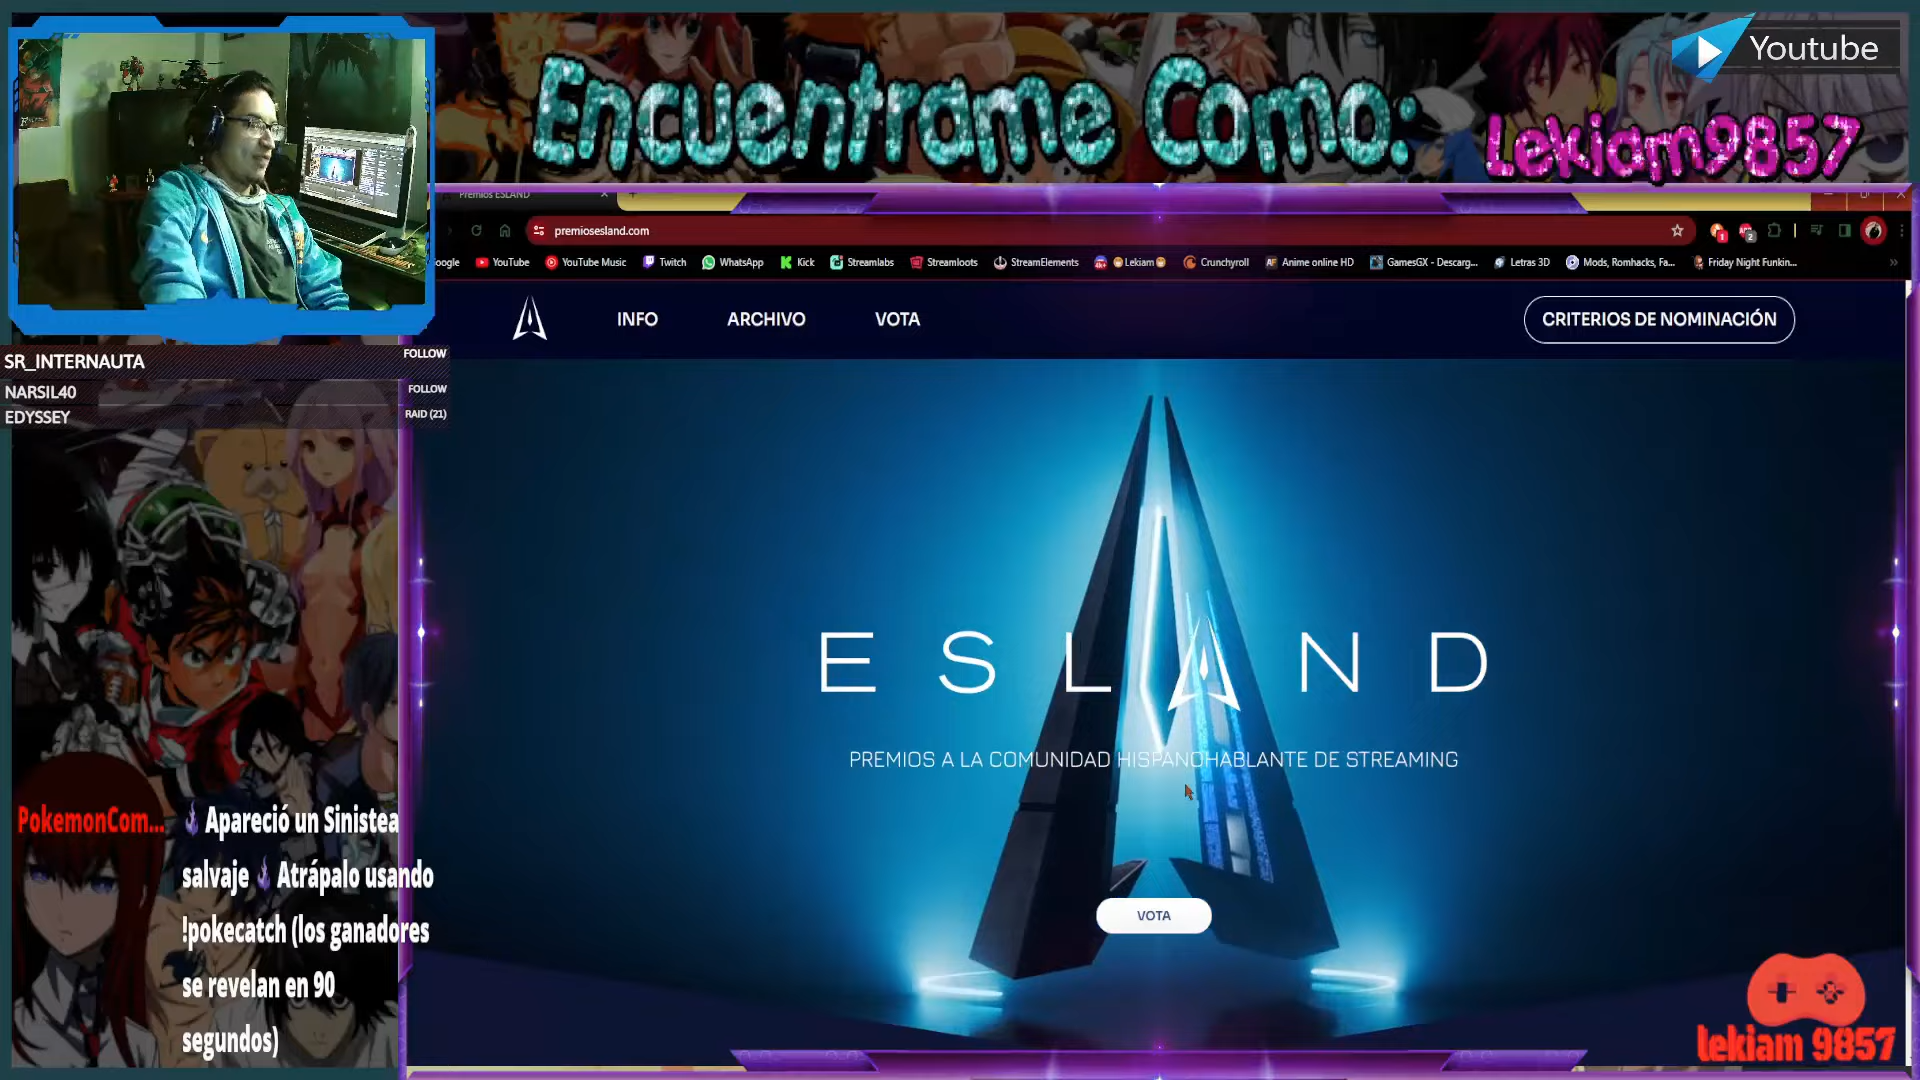 Encuentrame Como:
Youtube
Lekiam9857
Premios ESLAND
premiosesland.com
YouTube
YouTube Music
Twitch
WhatsApp
Kick
Streamlabs
Streamloots
StreamElements
Lekiam
Crunchyroll
Anime online HD
GamesGX - Descarg...
Letras 3D
Mods, Romhacks, Fa...
Friday Night Funkin...
INFO
ARCHIVO
VOTA
CRITERIOS DE NOMINACIÓN
SR_INTERNAUTA FOLLOW
NARSIL40 FOLLOW
EDYSSEY RAID (21)
ESLAND
PREMIOS A LA COMUNIDAD HISPANOHABLANTE DE STREAMING
VOTA
PokemonCom... Apareció un Sinistea
salvaje Atrápalo usando
!pokecatch (los ganadores
se revelan en 90
segundos)
lekiam 9857